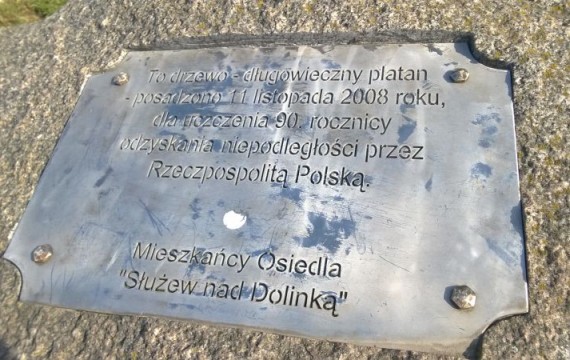 To drzewo - długowieczny platan
- posadzono 11 listopada 2008 roku,
dla uczczenia 90. rocznicy
odzyskania niepodległości przez
Rzeczpospolitą Polską.
Mieszkańcy Osiedla
"Służew nad Dolinką"